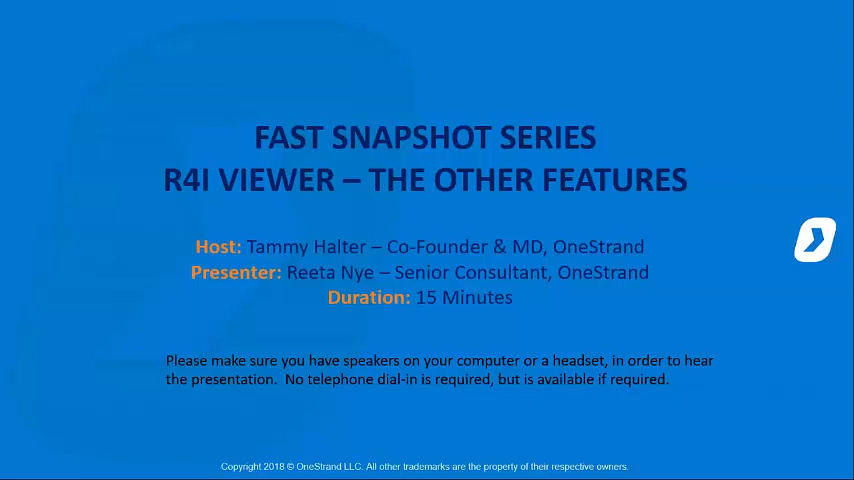 FAST SNAPSHOT SERIES
R4I VIEWER – THE OTHER FEATURES
Host: Tammy Halter – Co-Founder & MD, OneStrand
Presenter: Reeta Nye – Senior Consultant, OneStrand
Duration: 15 Minutes
Please make sure you have speakers on your computer or a headset, in order to hear
the presentation.  No telephone dial-in is required, but is available if required.
Copyright 2018 © OneStrand LLC. All other trademarks are the property of their respective owners.